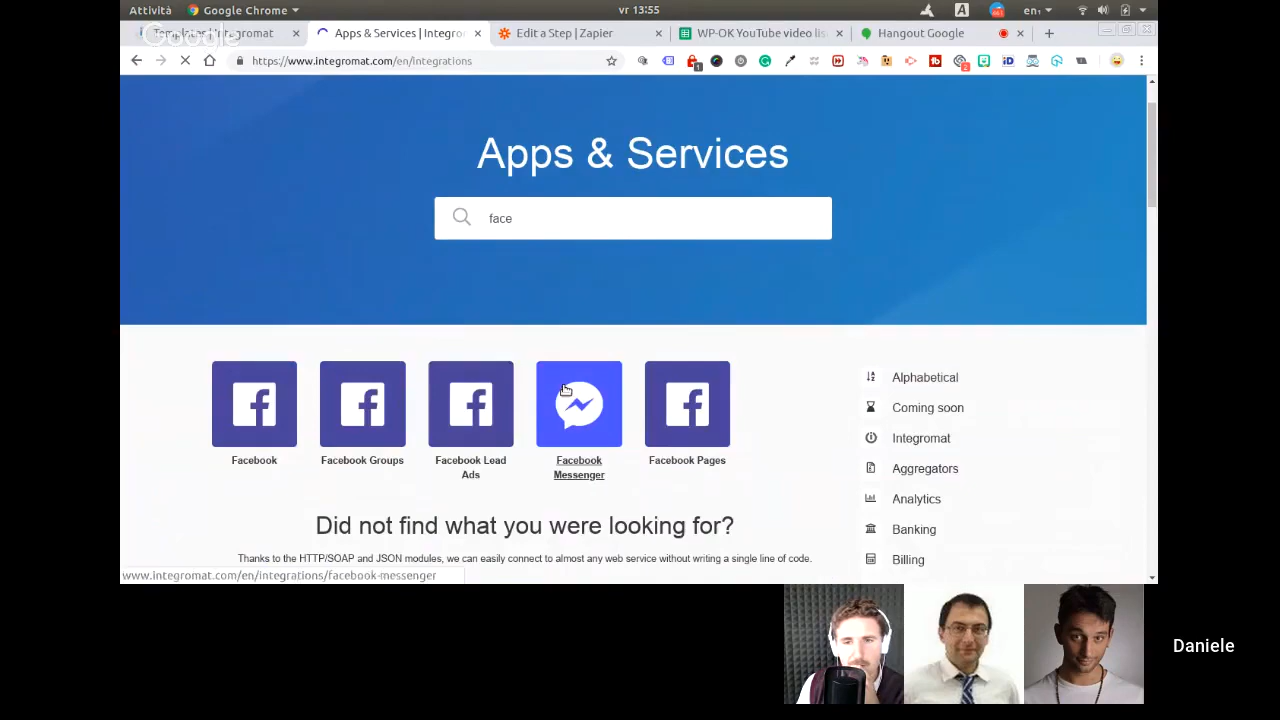 Attività
Google Chrome
vr 13:55
A
en₁
Google
Apps & Services | Integro
Edit a Step | Zapier
WP-OK YouTube video lis
Hangout Google
https://www.integromat.com/en/integrations
Apps & Services
face
Facebook
Facebook Groups
Facebook Lead
Ads
Facebook
Messenger
Facebook Pages
Alphabetical
Coming soon
Integromat
Aggregators
Analytics
Banking
Billing
Did not find what you were looking for?
Thanks to the HTTP/SOAP and JSON modules, we can easily connect to almost any web service without writing a single line of code.
www.integromat.com/en/integrations/facebook-messenger
Daniele